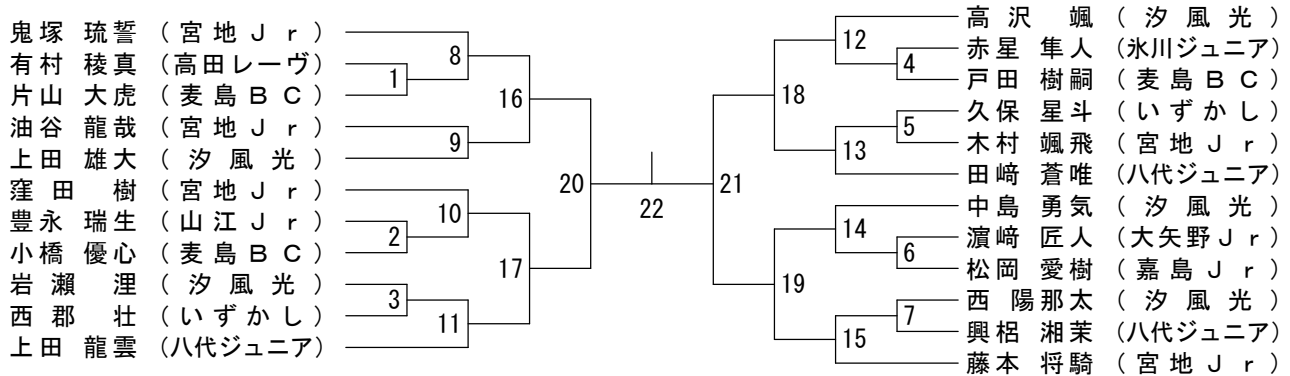 鬼塚 琉誓 (宮地Jr)
有村 稜真 (高田レーヴ)
片山 大虎 (麦島BC)
油谷 龍哉 (宮地Jr)
上田 雄大 (汐風光)
窪田 樹 (宮地Jr)
豊永 瑞生 (山江Jr)
小橋 優心 (麦島BC)
岩瀬 浬 (汐風光)
西郡 壮 (いずかし)
上田 龍雲 (八代ジュニア)
1
2
3
8
9
10
11
16
17
20
22
21
18
19
12
13
14
15
4
5
6
7
高沢 颯 (汐風光)
赤星 隼人 (氷川ジュニア)
戸田 樹嗣 (麦島BC)
久保 星斗 (いずかし)
木村 颯飛 (宮地Jr)
田﨑 蒼唯 (八代ジュニア)
中島 勇気 (汐風光)
濵﨑 匠人 (大矢野Jr)
松岡 愛樹 (嘉島Jr)
西 陽那太 (汐風光)
興梠 湘茉 (八代ジュニア)
藤本 将騎 (宮地Jr)